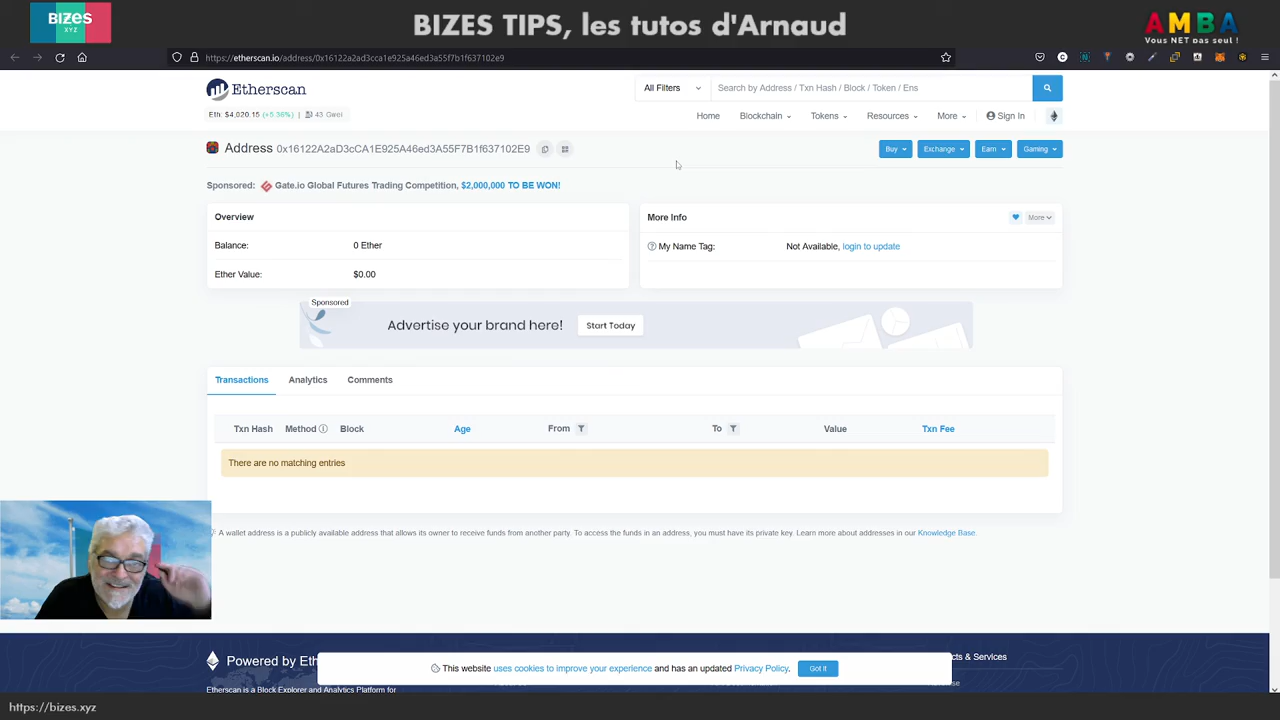 BIZES
XYZ
BIZES TIPS, les tutos d'Arnaud
AMBA
Vous NET pas seul !
https://etherscan.io/address/0x16122a2ad3cca1e925a46ed3a55f7b1f637102e9
Etherscan
All Filters
Search by Address / Txn Hash / Block / Token / Ens
Eth: $4,020.15 (+5.36%) | 43 Gwei
Home Blockchain Tokens Resources More Sign In
Address 0x16122A2aD3cCA1E925A46ed3A55F7B1f637102E9
Buy Exchange Earn Gaming
Sponsored: Gate.io Global Futures Trading Competition, $2,000,000 TO BE WON!
Overview
Balance: 0 Ether
Ether Value: $0.00
More Info
More
My Name Tag: Not Available, login to update
Sponsored
Advertise your brand here! Start Today
Transactions Analytics Comments
Txn Hash Method Block Age From To Value Txn Fee
There are no matching entries
A wallet address is a publicly available address that allows its owner to receive funds from another party. To access the funds in an address, you must have its private key. Learn more about addresses in our Knowledge Base.
Powered by Eth
Etherscan is a Block Explorer and Analytics Platform for
This website uses cookies to improve your experience and has an updated Privacy Policy. Got it
cts & Services
https://bizes.xyz